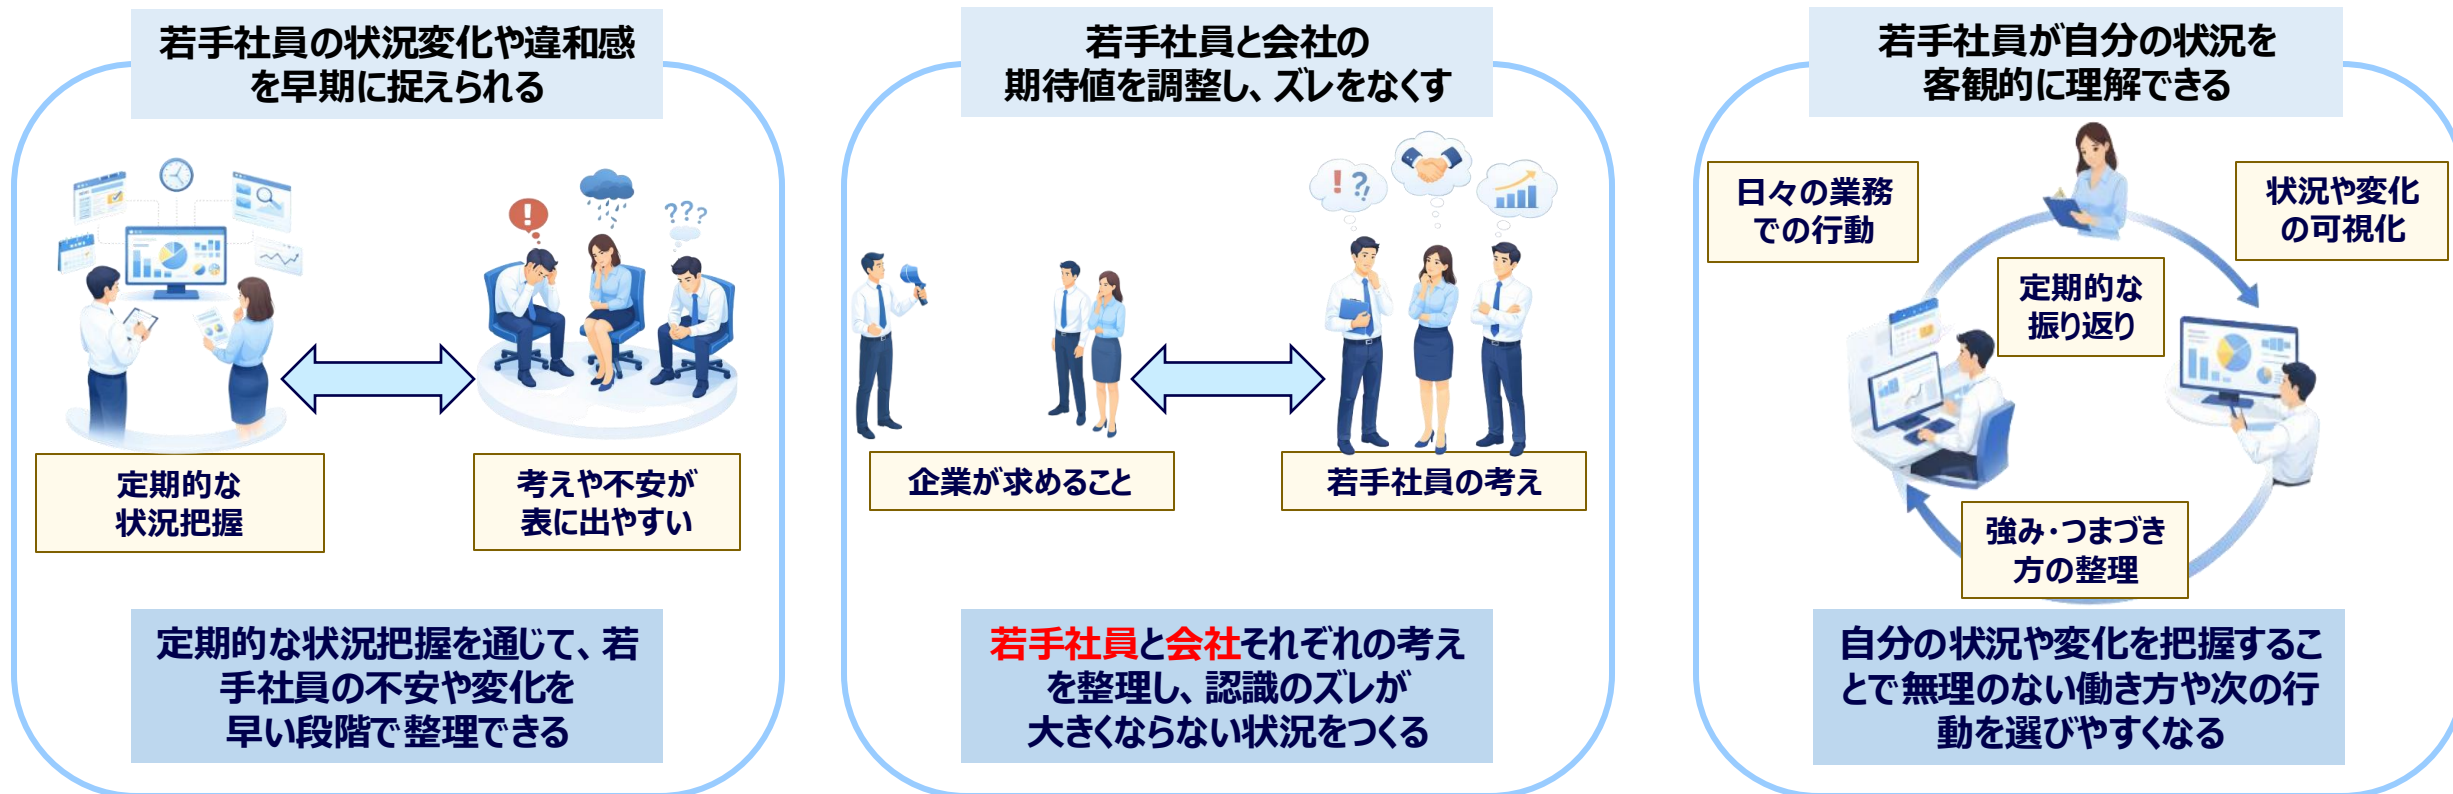 若手社員の状況変化や違和感
を早期に捉えられる
!
???
定期的な
状況把握
考えや不安が
表に出やすい
定期的な状況把握を通じて、若
手社員の不安や変化を
早い段階で整理できる
若手社員と会社の
期待値を調整し、ズレをなくす
!??
企業が求めること
若手社員の考え
若手社員と会社それぞれの考え
を整理し、認識のズレが
大きくならない状況をつくる
若手社員が自分の状況を
客観的に理解できる
日々の業務
での行動
状況や変化
の可視化
定期的な
振り返り
強み・つまづき
方の整理
自分の状況や変化を把握するこ
とで無理のない働き方や次の行
動を選びやすくなる